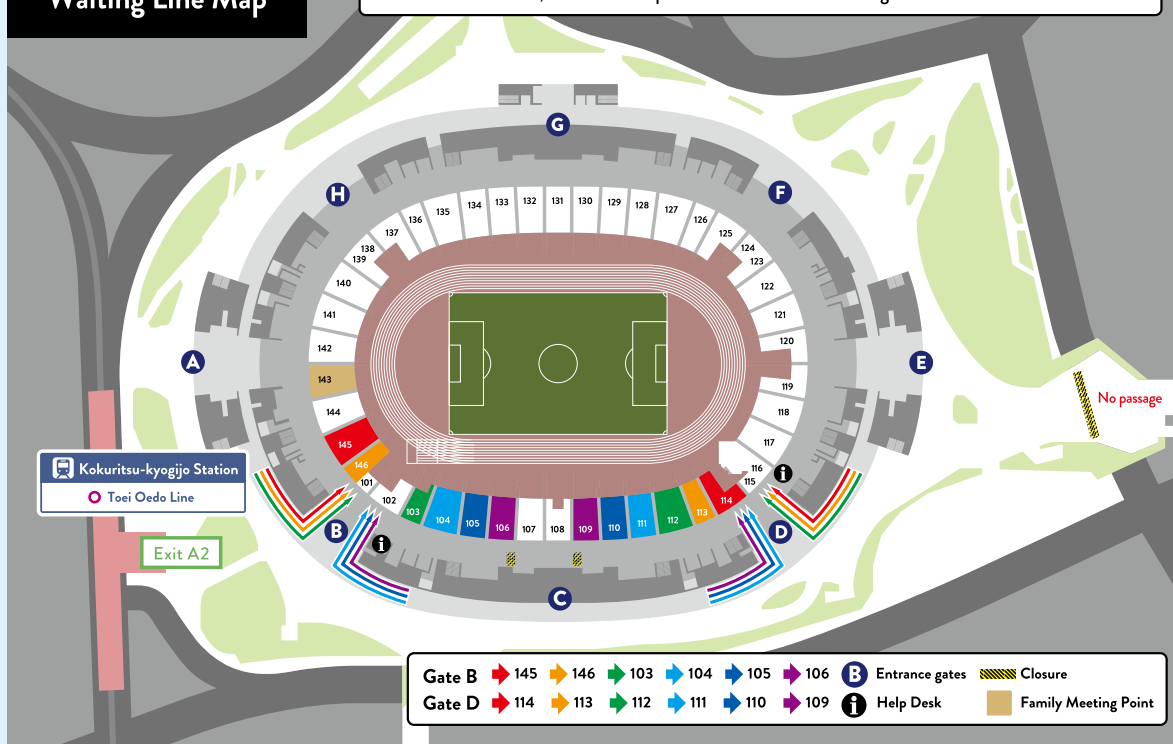 Waiting Line Map
G
H
F
A
E
B
D
C
131
132
130
133
129
134
128
135
127
136
126
137
125
138
124
139
123
140
122
141
121
142
120
143
119
144
118
145
117
146
116
101
115
102
114
103
113
104
112
105
111
106
110
107
109
108
No passage
Kokuritsu-kyogijo Station
Toei Oedo Line
Exit A2
i
i
Gate B 145 146 103 104 105 106 B Entrance gates Closure
Gate D 114 113 112 111 110 109 i Help Desk Family Meeting Point